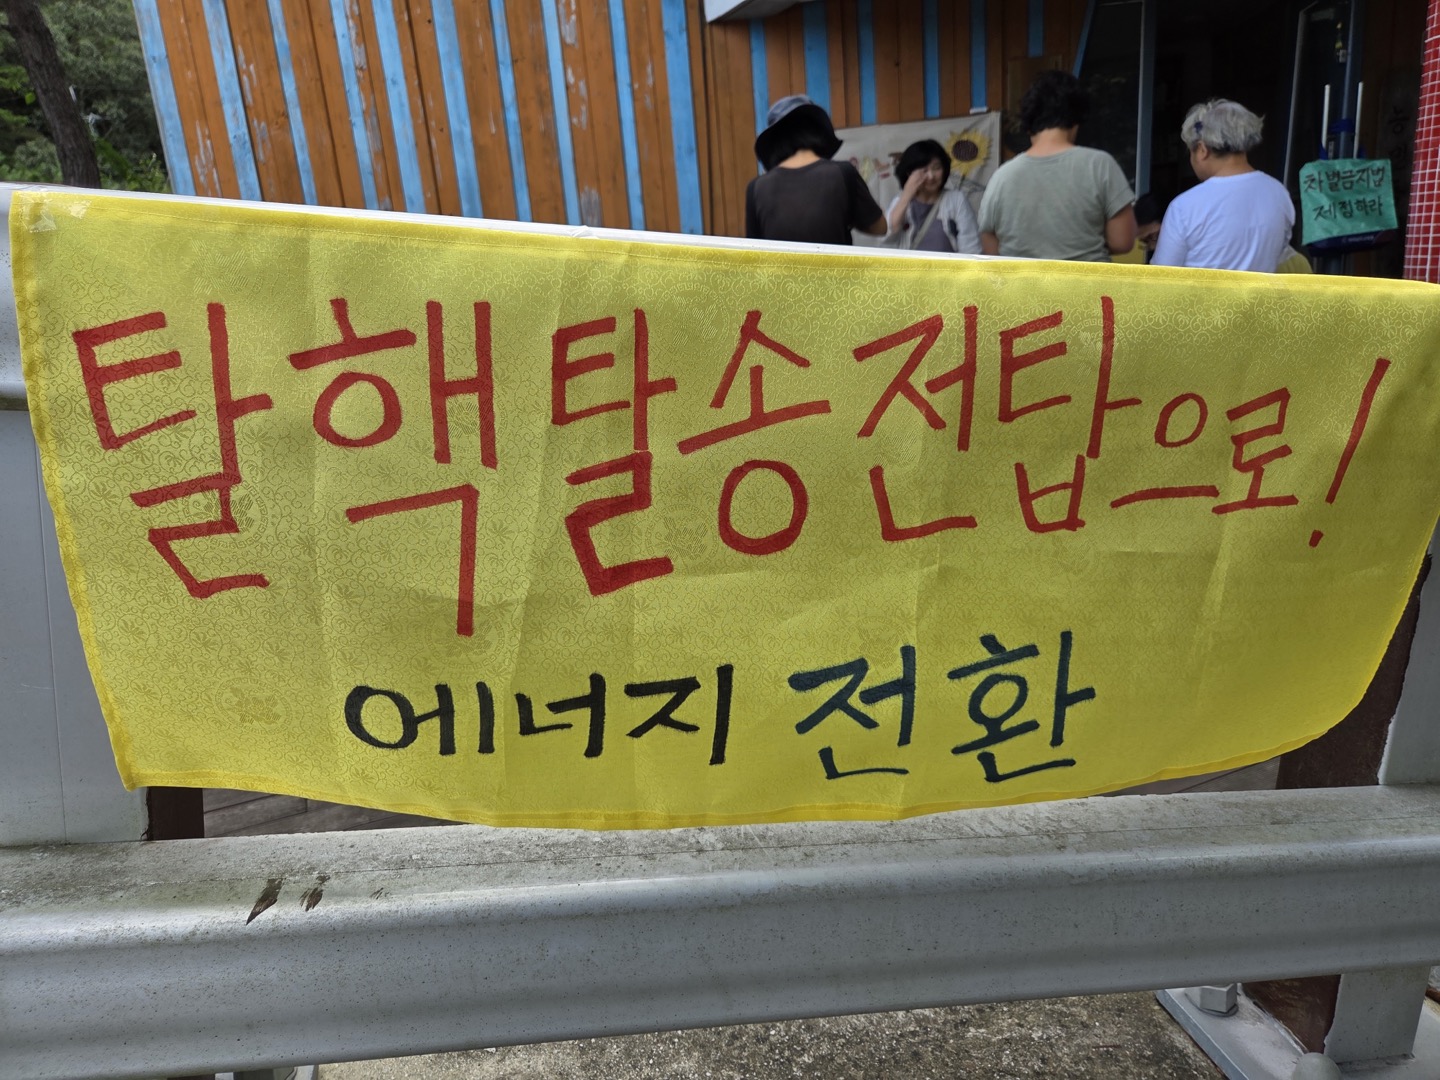 차별금지법
제정하라
탈핵탈송전탑으로!
에너지 전환